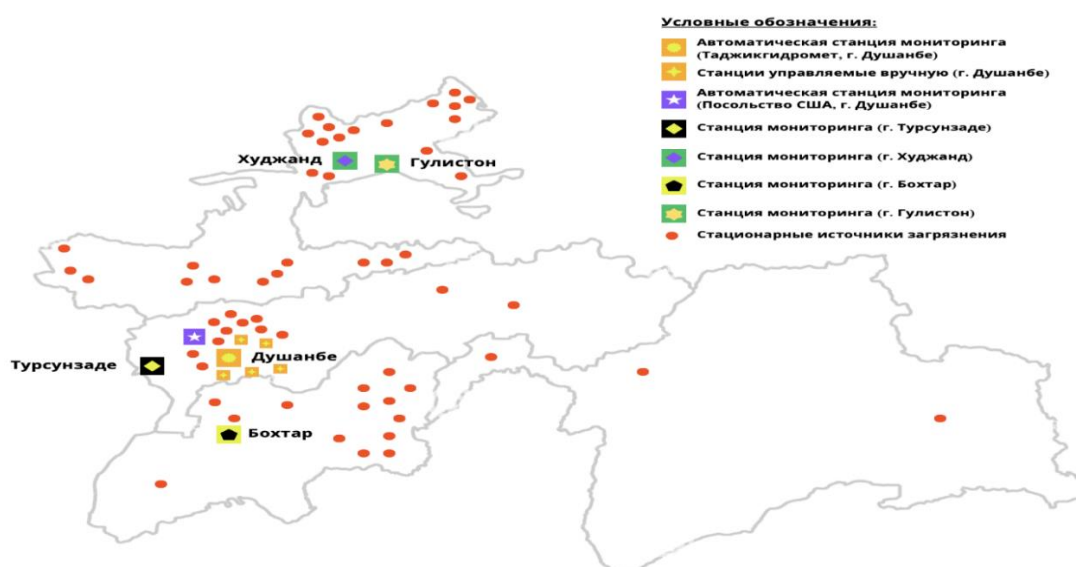 Условные обозначения:
Автоматическая станция мониторинга
(Таджикгидромет, г. Душанбе)
Станции управляемые вручную (г. Душанбе)
Автоматическая станция мониторинга
(Посольство США, г. Душанбе)
Станция мониторинга (г. Турсунзаде)
Станция мониторинга (г. Худжанд)
Станция мониторинга (г. Бохтар)
Станция мониторинга (г. Гулистон)
Стационарные источники загрязнения
Худжанд
Гулистон
Душанбе
Турсунзаде
Бохтар